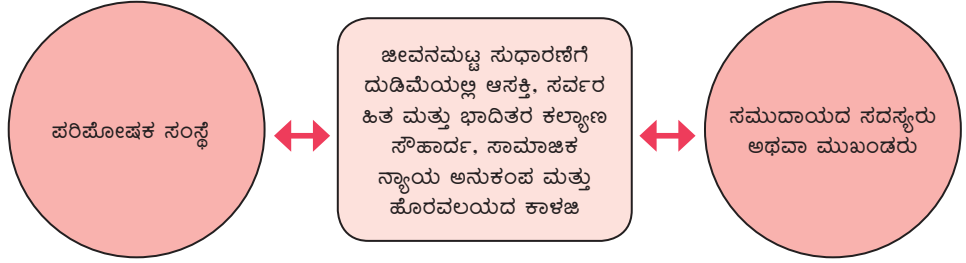 ಪರಿಪೋಷಕ ಸಂಸ್ಥೆ
ಜೀವನಮಟ್ಟ ಸುಧಾರಣೆಗೆ
ದುಡಿಮೆಯಲ್ಲಿ ಆಸಕ್ತಿ, ಸರ್ವರ
ಹಿತ ಮತ್ತು ಭಾದಿತರ ಕಲ್ಯಾಣ
ಸೌಹಾರ್ದ, ಸಾಮಾಜಿಕ
ನ್ಯಾಯ ಅನುಕಂಪ ಮತ್ತು
ಹೊರವಲಯದ ಕಾಳಜಿ
ಸಮುದಾಯದ ಸದಸ್ಯರು
ಅಥವಾ ಮುಖಂಡರು